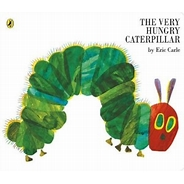 THE VERY
HUNGRY
CATERPILLAR
by Eric Carle